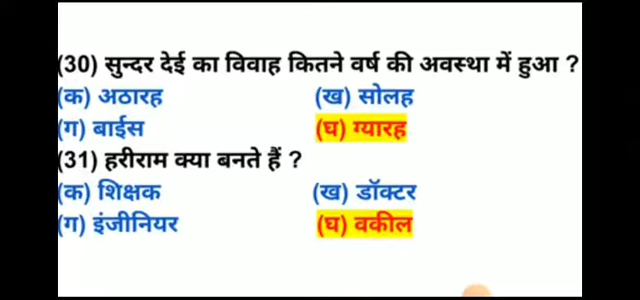 (30) सुन्दर देई का विवाह कितने वर्ष की अवस्था में हुआ ?
(क) अठारह (ख) सोलह
(ग) बाईस (घ) ग्यारह
(31) हरीराम क्या बनते हैं ?
(क) शिक्षक (ख) डॉक्टर
(ग) इंजीनियर (घ) वकील